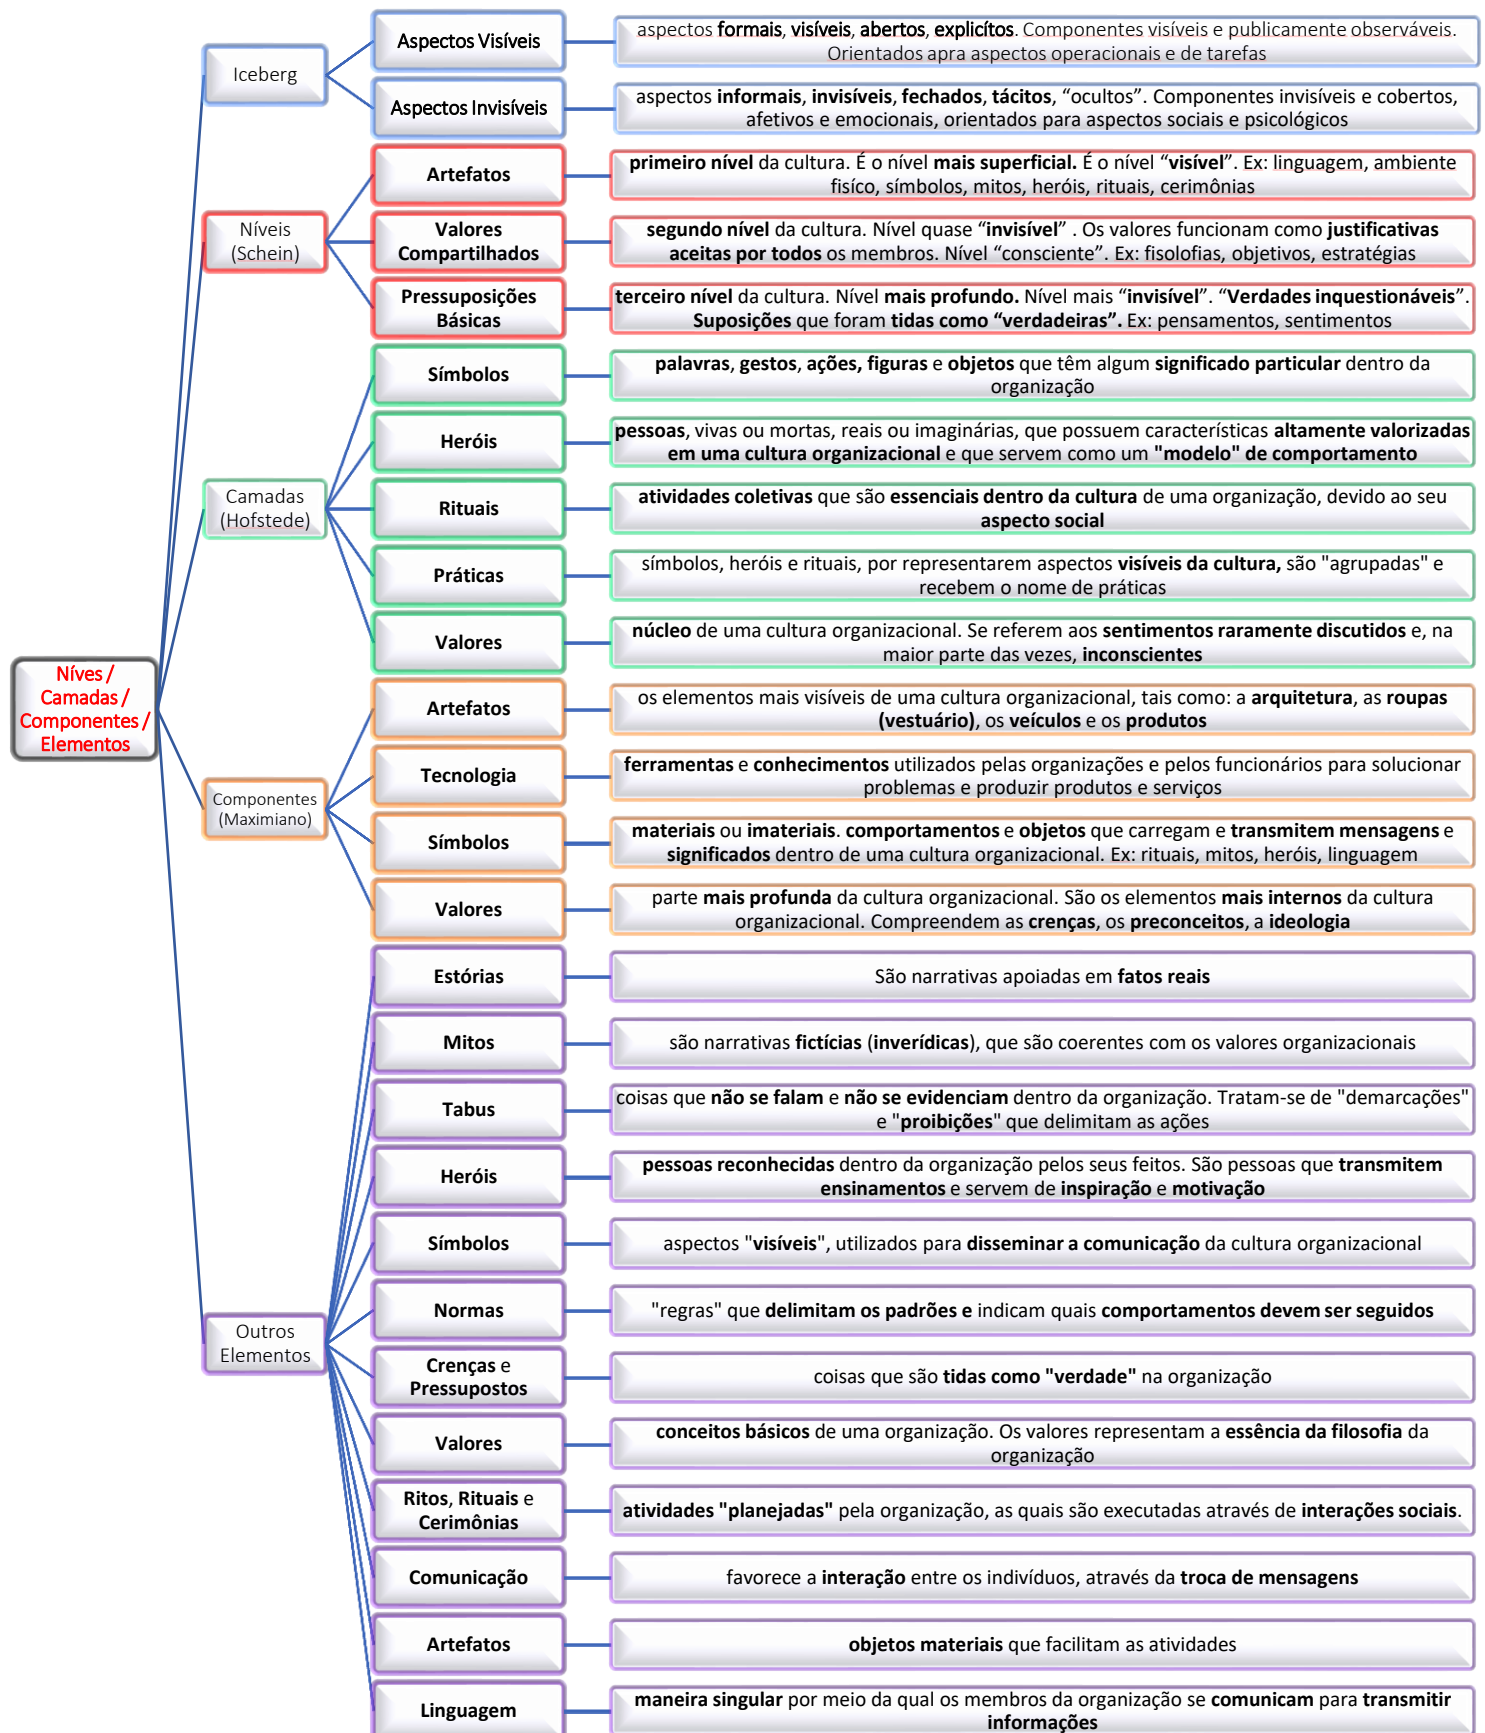 Iceberg
Aspectos Visíveis
aspectos formais, visíveis, abertos, explicítos. Componentes visíveis e publicamente observáveis.
Orientados apra aspectos operacionais e de tarefas
Aspectos Invisíveis
aspectos informais, invisíveis, fechados, tácitos, “ocultos”. Componentes invisíveis e cobertos,
afetivos e emocionais, orientados para aspectos sociais e psicológicos
Níveis
(Schein)
Artefatos
primeiro nível da cultura. É o nível mais superficial. É o nível “visível”. Ex: linguagem, ambiente
fisíco, símbolos, mitos, heróis, rituais, cerimônias
Valores
Compartilhados
segundo nível da cultura. Nível quase “invisível” . Os valores funcionam como justificativas
aceitas por todos os membros. Nível “consciente”. Ex: fisolofias, objetivos, estratégias
Pressuposições
Básicas
terceiro nível da cultura. Nível mais profundo. Nível mais “invisível”. “Verdades inquestionáveis”.
Suposições que foram tidas como “verdadeiras”. Ex: pensamentos, sentimentos
Camadas
(Hofstede)
Símbolos
palavras, gestos, ações, figuras e objetos que têm algum significado particular dentro da
organização
Heróis
pessoas, vivas ou mortas, reais ou imaginárias, que possuem características altamente valorizadas
em uma cultura organizacional e que servem como um "modelo" de comportamento
Rituais
atividades coletivas que são essenciais dentro da cultura de uma organização, devido ao seu
aspecto social
Práticas
símbolos, heróis e rituais, por representarem aspectos visíveis da cultura, são "agrupadas" e
recebem o nome de práticas
Valores
núcleo de uma cultura organizacional. Se referem aos sentimentos raramente discutidos e, na
maior parte das vezes, inconscientes
Níves /
Camadas /
Componentes /
Elementos
Componentes
(Maximiano)
Artefatos
os elementos mais visíveis de uma cultura organizacional, tais como: a arquitetura, as roupas
(vestuário), os veículos e os produtos
Tecnologia
ferramentas e conhecimentos utilizados pelas organizações e pelos funcionários para solucionar
problemas e produzir produtos e serviços
Símbolos
materiais ou imateriais. comportamentos e objetos que carregam e transmitem mensagens e
significados dentro de uma cultura organizacional. Ex: rituais, mitos, heróis, linguagem
Valores
parte mais profunda da cultura organizacional. São os elementos mais internos da cultura
organizacional. Compreendem as crenças, os preconceitos, a ideologia
Outros
Elementos
Estórias
São narrativas apoiadas em fatos reais
Mitos
são narrativas fictícias (inverídicas), que são coerentes com os valores organizacionais
Tabus
coisas que não se falam e não se evidenciam dentro da organização. Tratam-se de "demarcações"
e "proibições" que delimitam as ações
Heróis
pessoas reconhecidas dentro da organização pelos seus feitos. São pessoas que transmitem
ensinamentos e servem de inspiração e motivação
Símbolos
aspectos "visíveis", utilizados para disseminar a comunicação da cultura organizacional
Normas
"regras" que delimitam os padrões e indicam quais comportamentos devem ser seguidos
Crenças e
Pressupostos
coisas que são tidas como "verdade" na organização
Valores
conceitos básicos de uma organização. Os valores representam a essência da filosofia da
organização
Ritos, Rituais e
Cerimônias
atividades "planejadas" pela organização, as quais são executadas através de interações sociais.
Comunicação
favorece a interação entre os indivíduos, através da troca de mensagens
Artefatos
objetos materiais que facilitam as atividades
Linguagem
maneira singular por meio da qual os membros da organização se comunicam para transmitir
informações